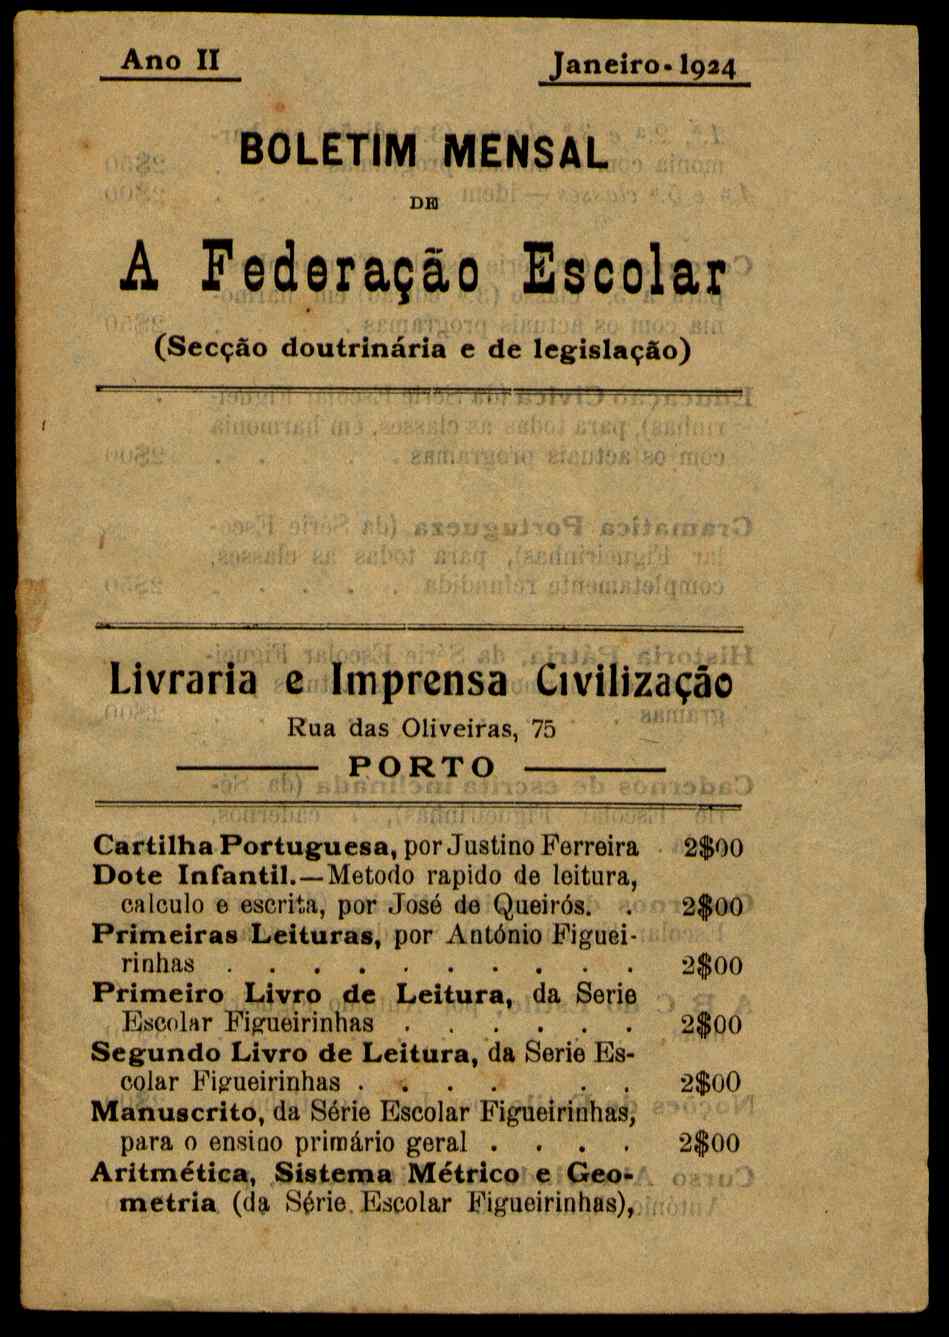 Ano II
Janeiro-1924
BOLETIM MENSAL
DE
A Federação Escolar
(Secção doutrinária e de legislação)
Livraria e Imprensa Civilização
Rua das Oliveiras, 75
PORTO
Cartilha Portuguesa, por Justino Ferreira 2$00
Dote Infantil.—Metodo rapido de leitura,
calculo e escrita, por José de Queirós. . 2$00
Primeiras Leituras, por António Figuei-
rinhas . . . . . . . . . . 2$00
Primeiro Livro de Leitura, da Serie
Escolar Figueirinhas . . . . . . 2$00
Segundo Livro de Leitura, da Serie Es-
colar Figueirinhas . . . . . . 2$00
Manuscrito, da Série Escolar Figueirinhas,
para o ensino primário geral . . . . 2$00
Aritmética, Sistema Métrico e Geo-
metria (da Série Escolar Figueirinhas),